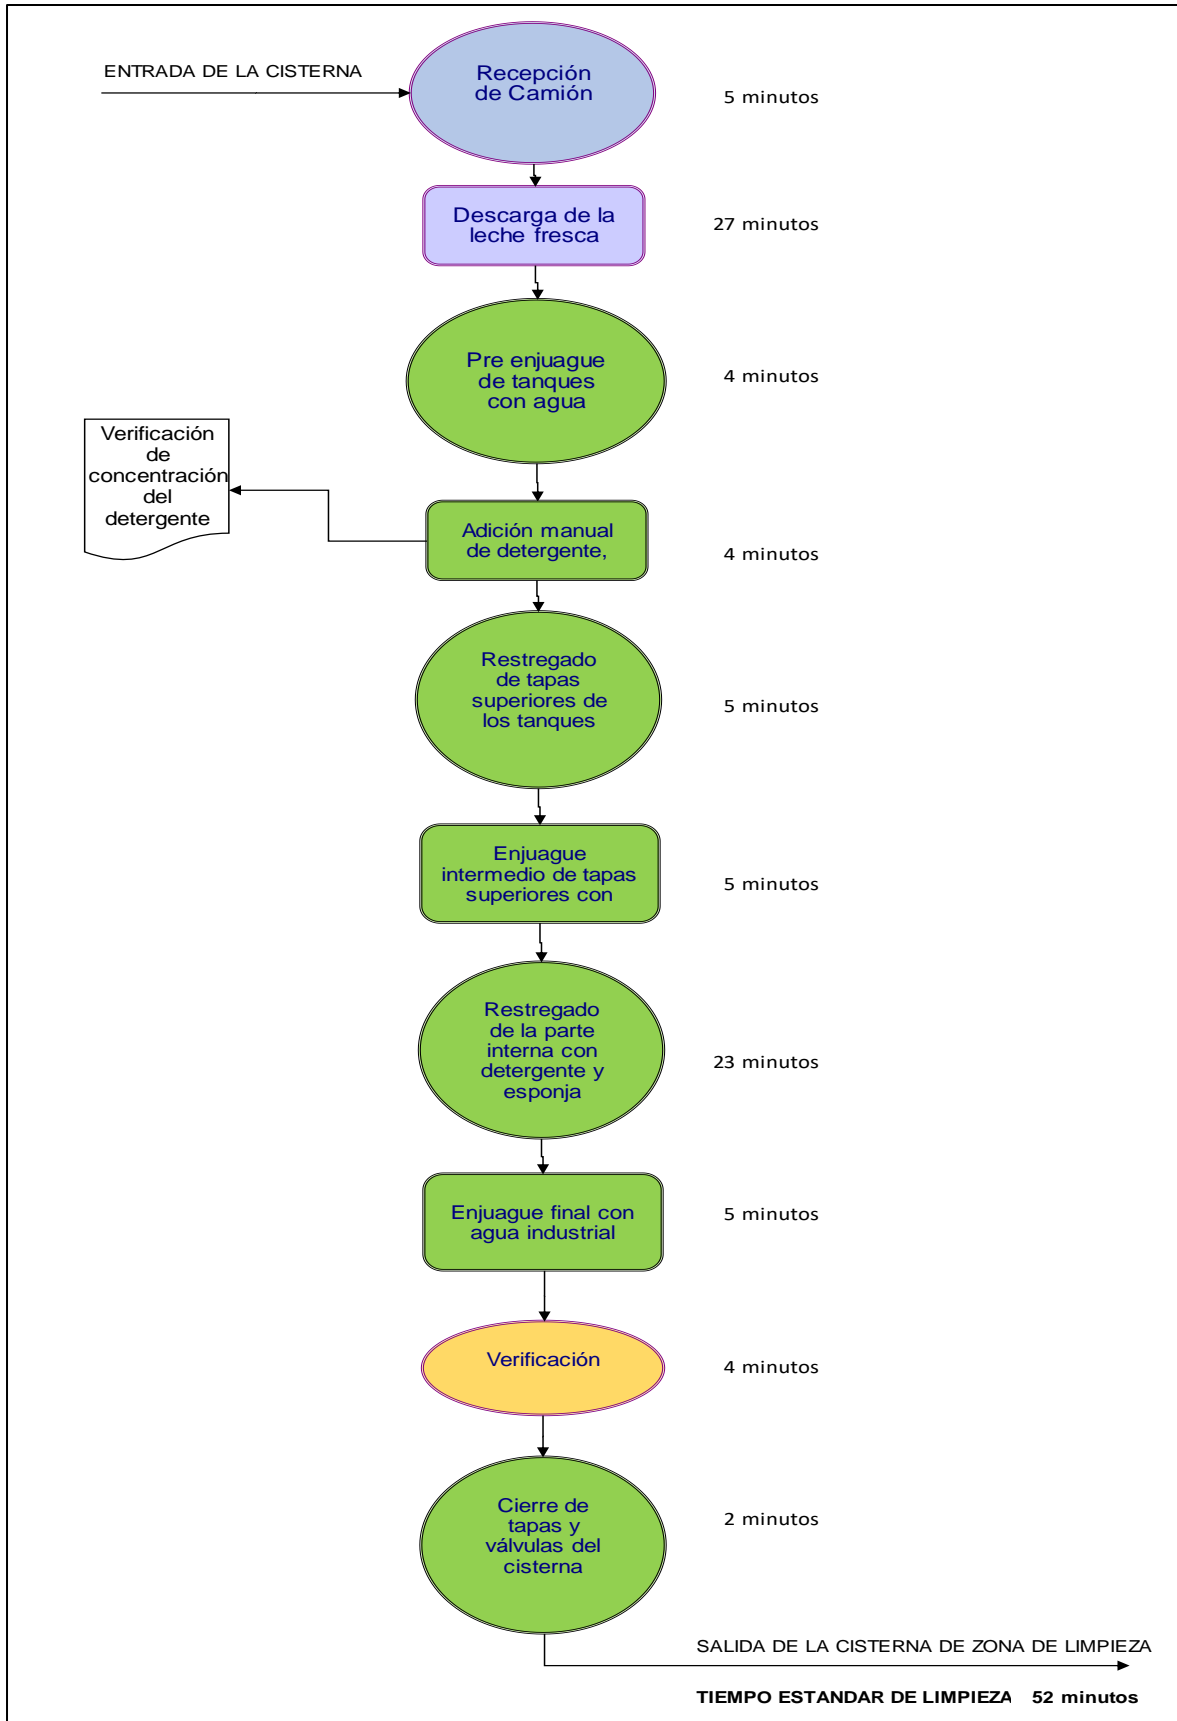 ENTRADA DE LA CISTERNA
Recepción
de Camión
5 minutos
Descarga de la
leche fresca
27 minutos
Pre enjuague
de tanques
con agua
4 minutos
Verificación
de
concentración
del
detergente
Adición manual
de detergente,
4 minutos
Restregado
de tapas
superiores de
los tanques
5 minutos
Enjuague
intermedio de tapas
superiores con
5 minutos
Restregado
de la parte
interna con
detergente y
esponja
23 minutos
Enjuague final con
agua industrial
5 minutos
Verificación
4 minutos
Cierre de
tapas y
válvulas del
cisterna
2 minutos
SALIDA DE LA CISTERNA DE ZONA DE LIMPIEZA
TIEMPO ESTANDAR DE LIMPIEZA 52 minutos